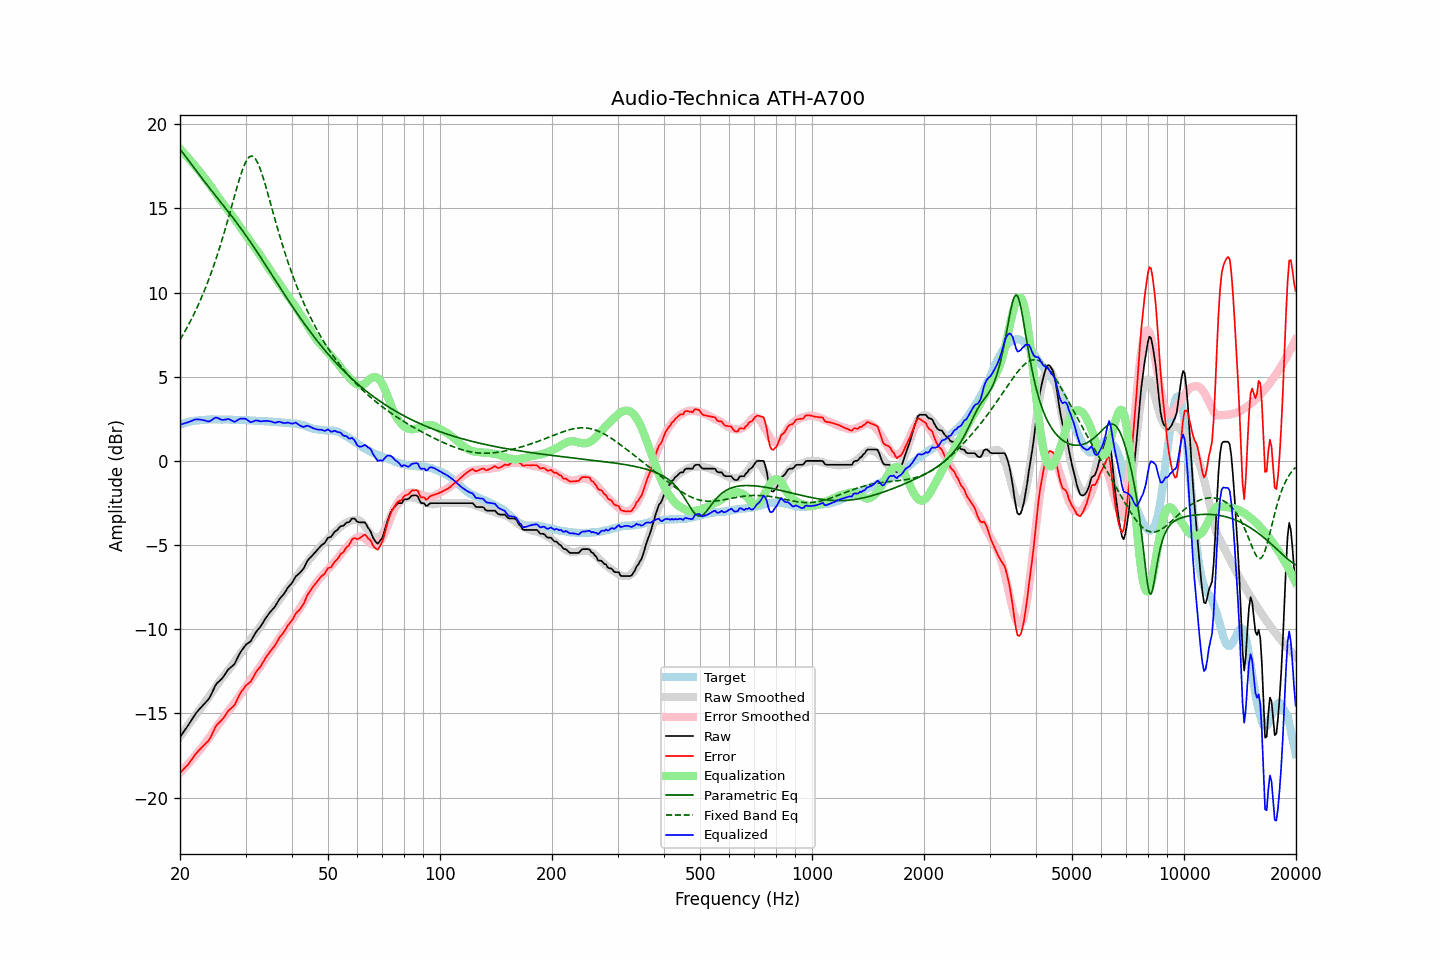 Audio-Technica ATH-A700
20
15
10
5
0
−5
−10
−15
−20
Amplitude (dBr)
20
50
100
200
500
1000
2000
5000
10000
20000
Frequency (Hz)
Target
Raw Smoothed
Error Smoothed
Raw
Error
Equalization
Parametric Eq
Fixed Band Eq
Equalized